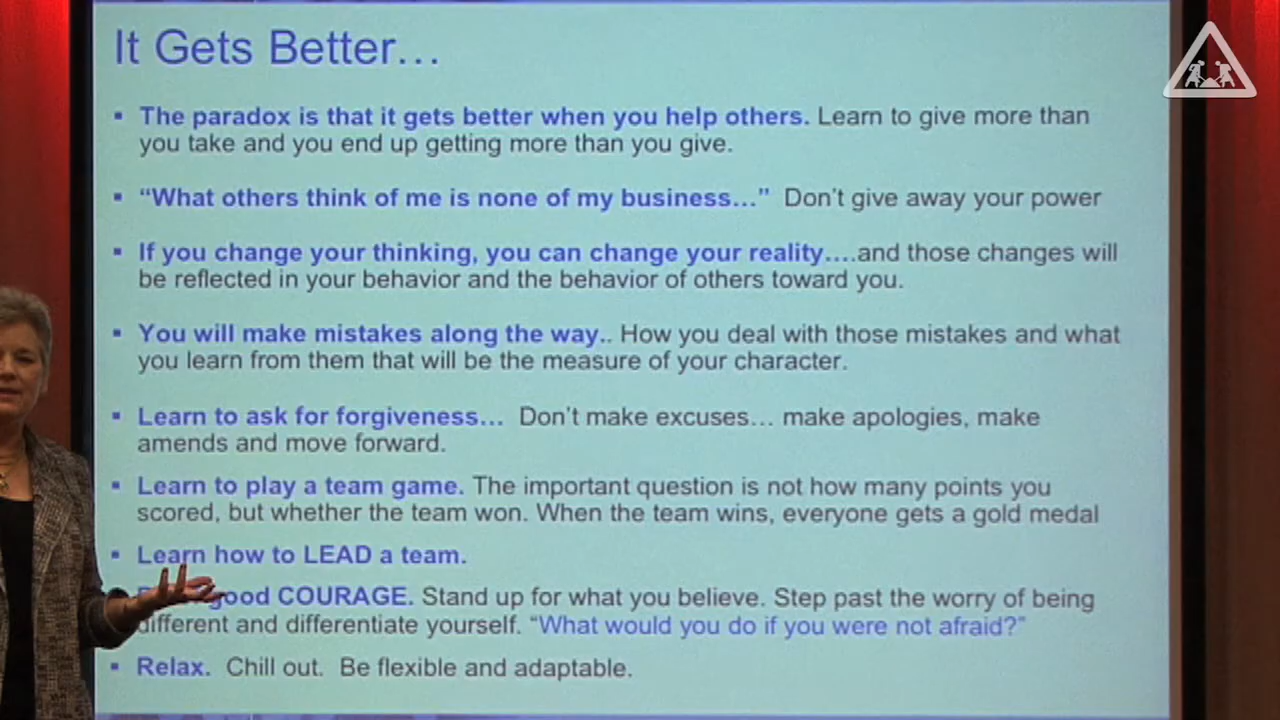 It Gets Better…
▪ The paradox is that it gets better when you help others. Learn to give more than
you take and you end up getting more than you give.
▪ “What others think of me is none of my business…” Don’t give away your power
▪ If you change your thinking, you can change your reality….and those changes will
be reflected in your behavior and the behavior of others toward you.
▪ You will make mistakes along the way.. How you deal with those mistakes and what
you learn from them that will be the measure of your character.
▪ Learn to ask for forgiveness… Don’t make excuses… make apologies, make
amends and move forward.
▪ Learn to play a team game. The important question is not how many points you
scored, but whether the team won. When the team wins, everyone gets a gold medal
▪ Learn how to LEAD a team.
good COURAGE. Stand up for what you believe. Step past the worry of being
different and differentiate yourself. “What would you do if you were not afraid?”
▪ Relax. Chill out. Be flexible and adaptable.